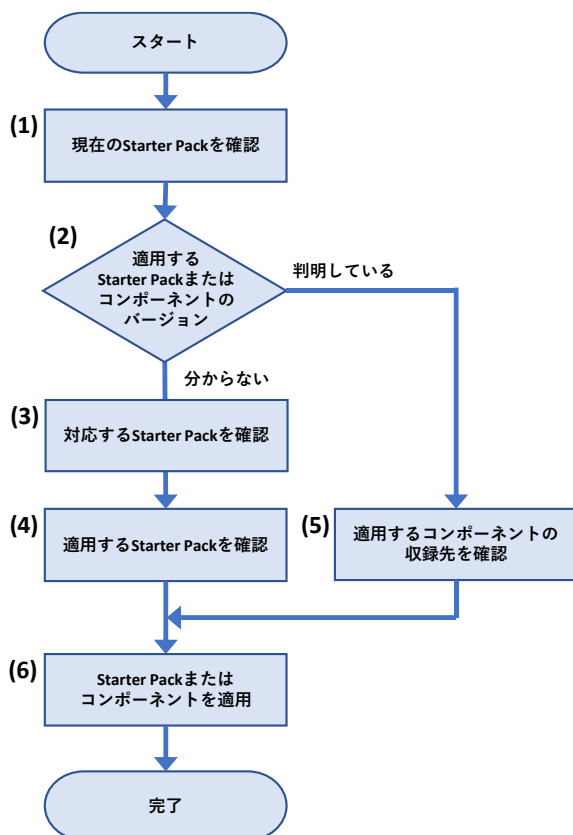 スタート
(1)
現在のStarter Packを確認
(2)
適用する
Starter Packまたは
コンポーネントの
バージョン
判明している
分からない
(3)
対応するStarter Packを確認
(4)
適用するStarter Packを確認
(5)
適用するコンポーネントの
収録先を確認
(6)
Starter Packまたは
コンポーネントを適用
完了